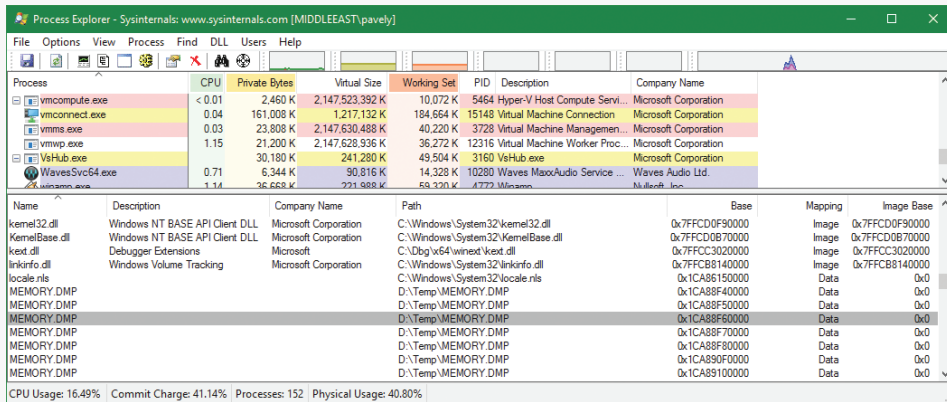 Process Explorer - Sysinternals: www.sysinternals.com [MIDDLEEAST\pavely]
File Options View Process Find DLL Users Help
Process CPU Private Bytes Virtual Size Working Set PID Description Company Name
vmcompute.exe < 0.01 2,460 K 2,147,523,392 K 10,072 K 5464 Hyper-V Host Compute Servi... Microsoft Corporation
vmconnect.exe 0.04 161,008 K 1,217,132 K 184,664 K 15148 Virtual Machine Connection Microsoft Corporation
vmms.exe 0.03 23,808 K 2,147,630,488 K 40,220 K 3728 Virtual Machine Managemen... Microsoft Corporation
vmwp.exe 1.15 21,200 K 2,147,628,936 K 36,272 K 12316 Virtual Machine Worker Proc... Microsoft Corporation
VsHub.exe 30,180 K 241,280 K 49,504 K 3160 VsHub.exe Microsoft Corporation
WavesSvc64.exe 0.71 6,344 K 90,816 K 14,328 K 10280 Waves MaxxAudio Service ... Waves Audio Ltd.
winamp.exe 1.14 36,668 K 221,988 K 59,320 K 4772 Winamp Nullsoft, Inc.
Name Description Company Name Path Base Mapping Image Base
kernel32.dll Windows NT BASE API Client DLL Microsoft Corporation C:\Windows\System32\kernel32.dll 0x7FFCD0F90000 Image 0x7FFCD0F90000
KernelBase.dll Windows NT BASE API Client DLL Microsoft Corporation C:\Windows\System32\KernelBase.dll 0x7FFCD0B70000 Image 0x7FFCD0B70000
kext.dll Debugger Extensions Microsoft C:\Dbg\x64\winext\kext.dll 0x7FFCC3020000 Image 0x7FFCC3020000
linkinfo.dll Windows Volume Tracking Microsoft Corporation C:\Windows\System32\linkinfo.dll 0x7FFCB8140000 Image 0x7FFCB8140000
locale.nls C:\Windows\System32\locale.nls 0x1CA86150000 Data 0x0
MEMORY.DMP D:\Temp\MEMORY.DMP 0x1CA88F40000 Data 0x0
MEMORY.DMP D:\Temp\MEMORY.DMP 0x1CA88F50000 Data 0x0
MEMORY.DMP D:\Temp\MEMORY.DMP 0x1CA88F60000 Data 0x0
MEMORY.DMP D:\Temp\MEMORY.DMP 0x1CA88F70000 Data 0x0
MEMORY.DMP D:\Temp\MEMORY.DMP 0x1CA88F80000 Data 0x0
MEMORY.DMP D:\Temp\MEMORY.DMP 0x1CA890F0000 Data 0x0
MEMORY.DMP D:\Temp\MEMORY.DMP 0x1CA89100000 Data 0x0
CPU Usage: 16.49% Commit Charge: 41.14% Processes: 152 Physical Usage: 40.80%